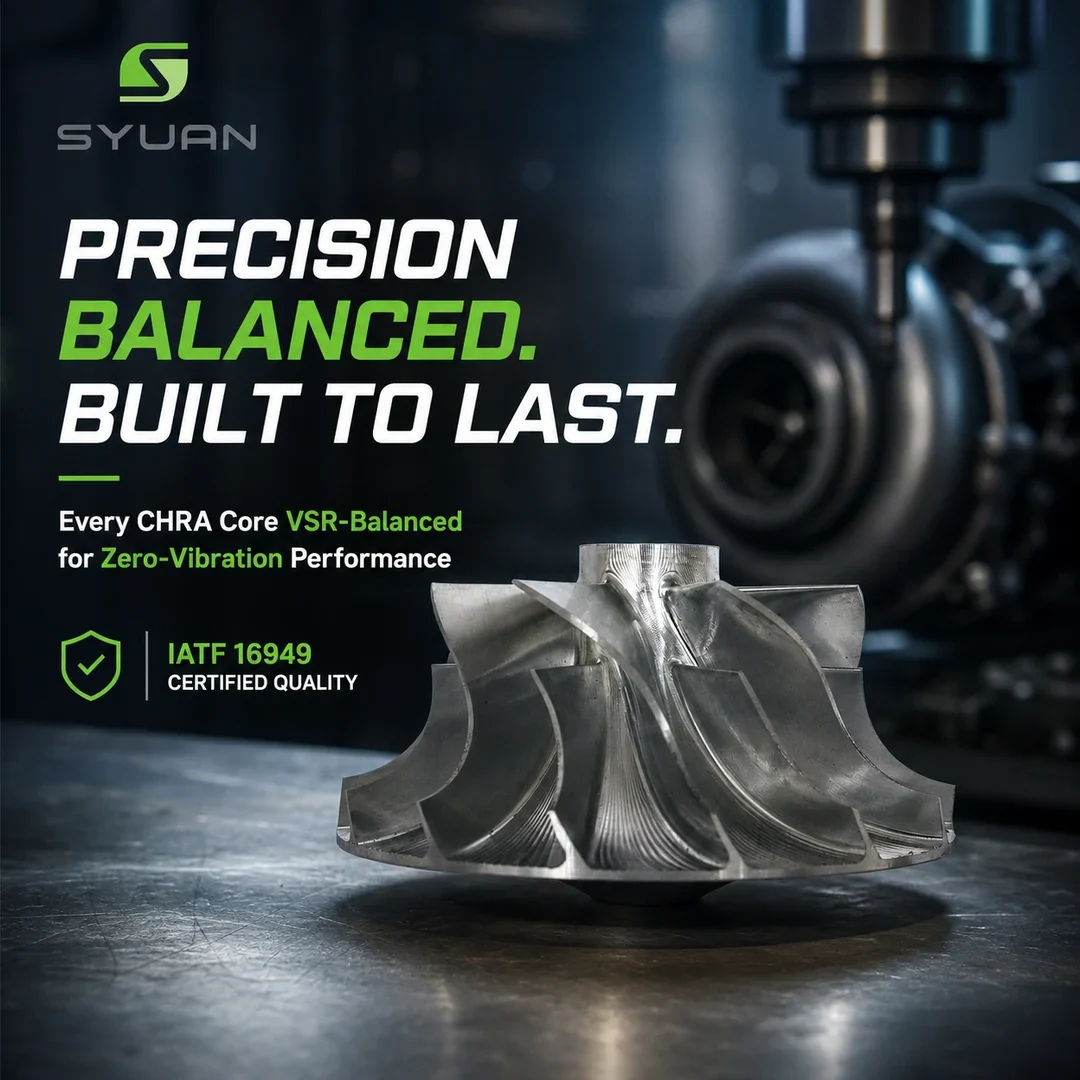 SYUAN
PRECISION
BALANCED.
BUILT TO LAST.
Every CHRA Core VSR-Balanced
for Zero-Vibration Performance
IATF 16949
CERTIFIED QUALITY